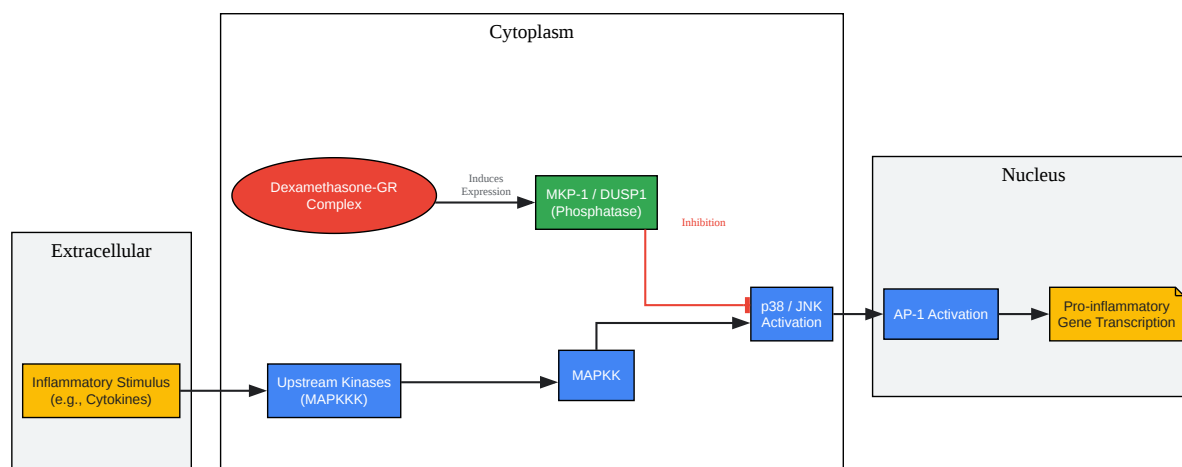 Cytoplasm
Dexamethasone-GR
Complex
Induces
Expression
MKP-1 / DUSP1
(Phosphatase)
Inhibition
Nucleus
Extracellular
p38 / JNK
Activation
AP-1 Activation
Pro-inflammatory
Gene Transcription
Inflammatory Stimulus
(e.g., Cytokines)
Upstream Kinases
(MAPKKK)
MAPKK